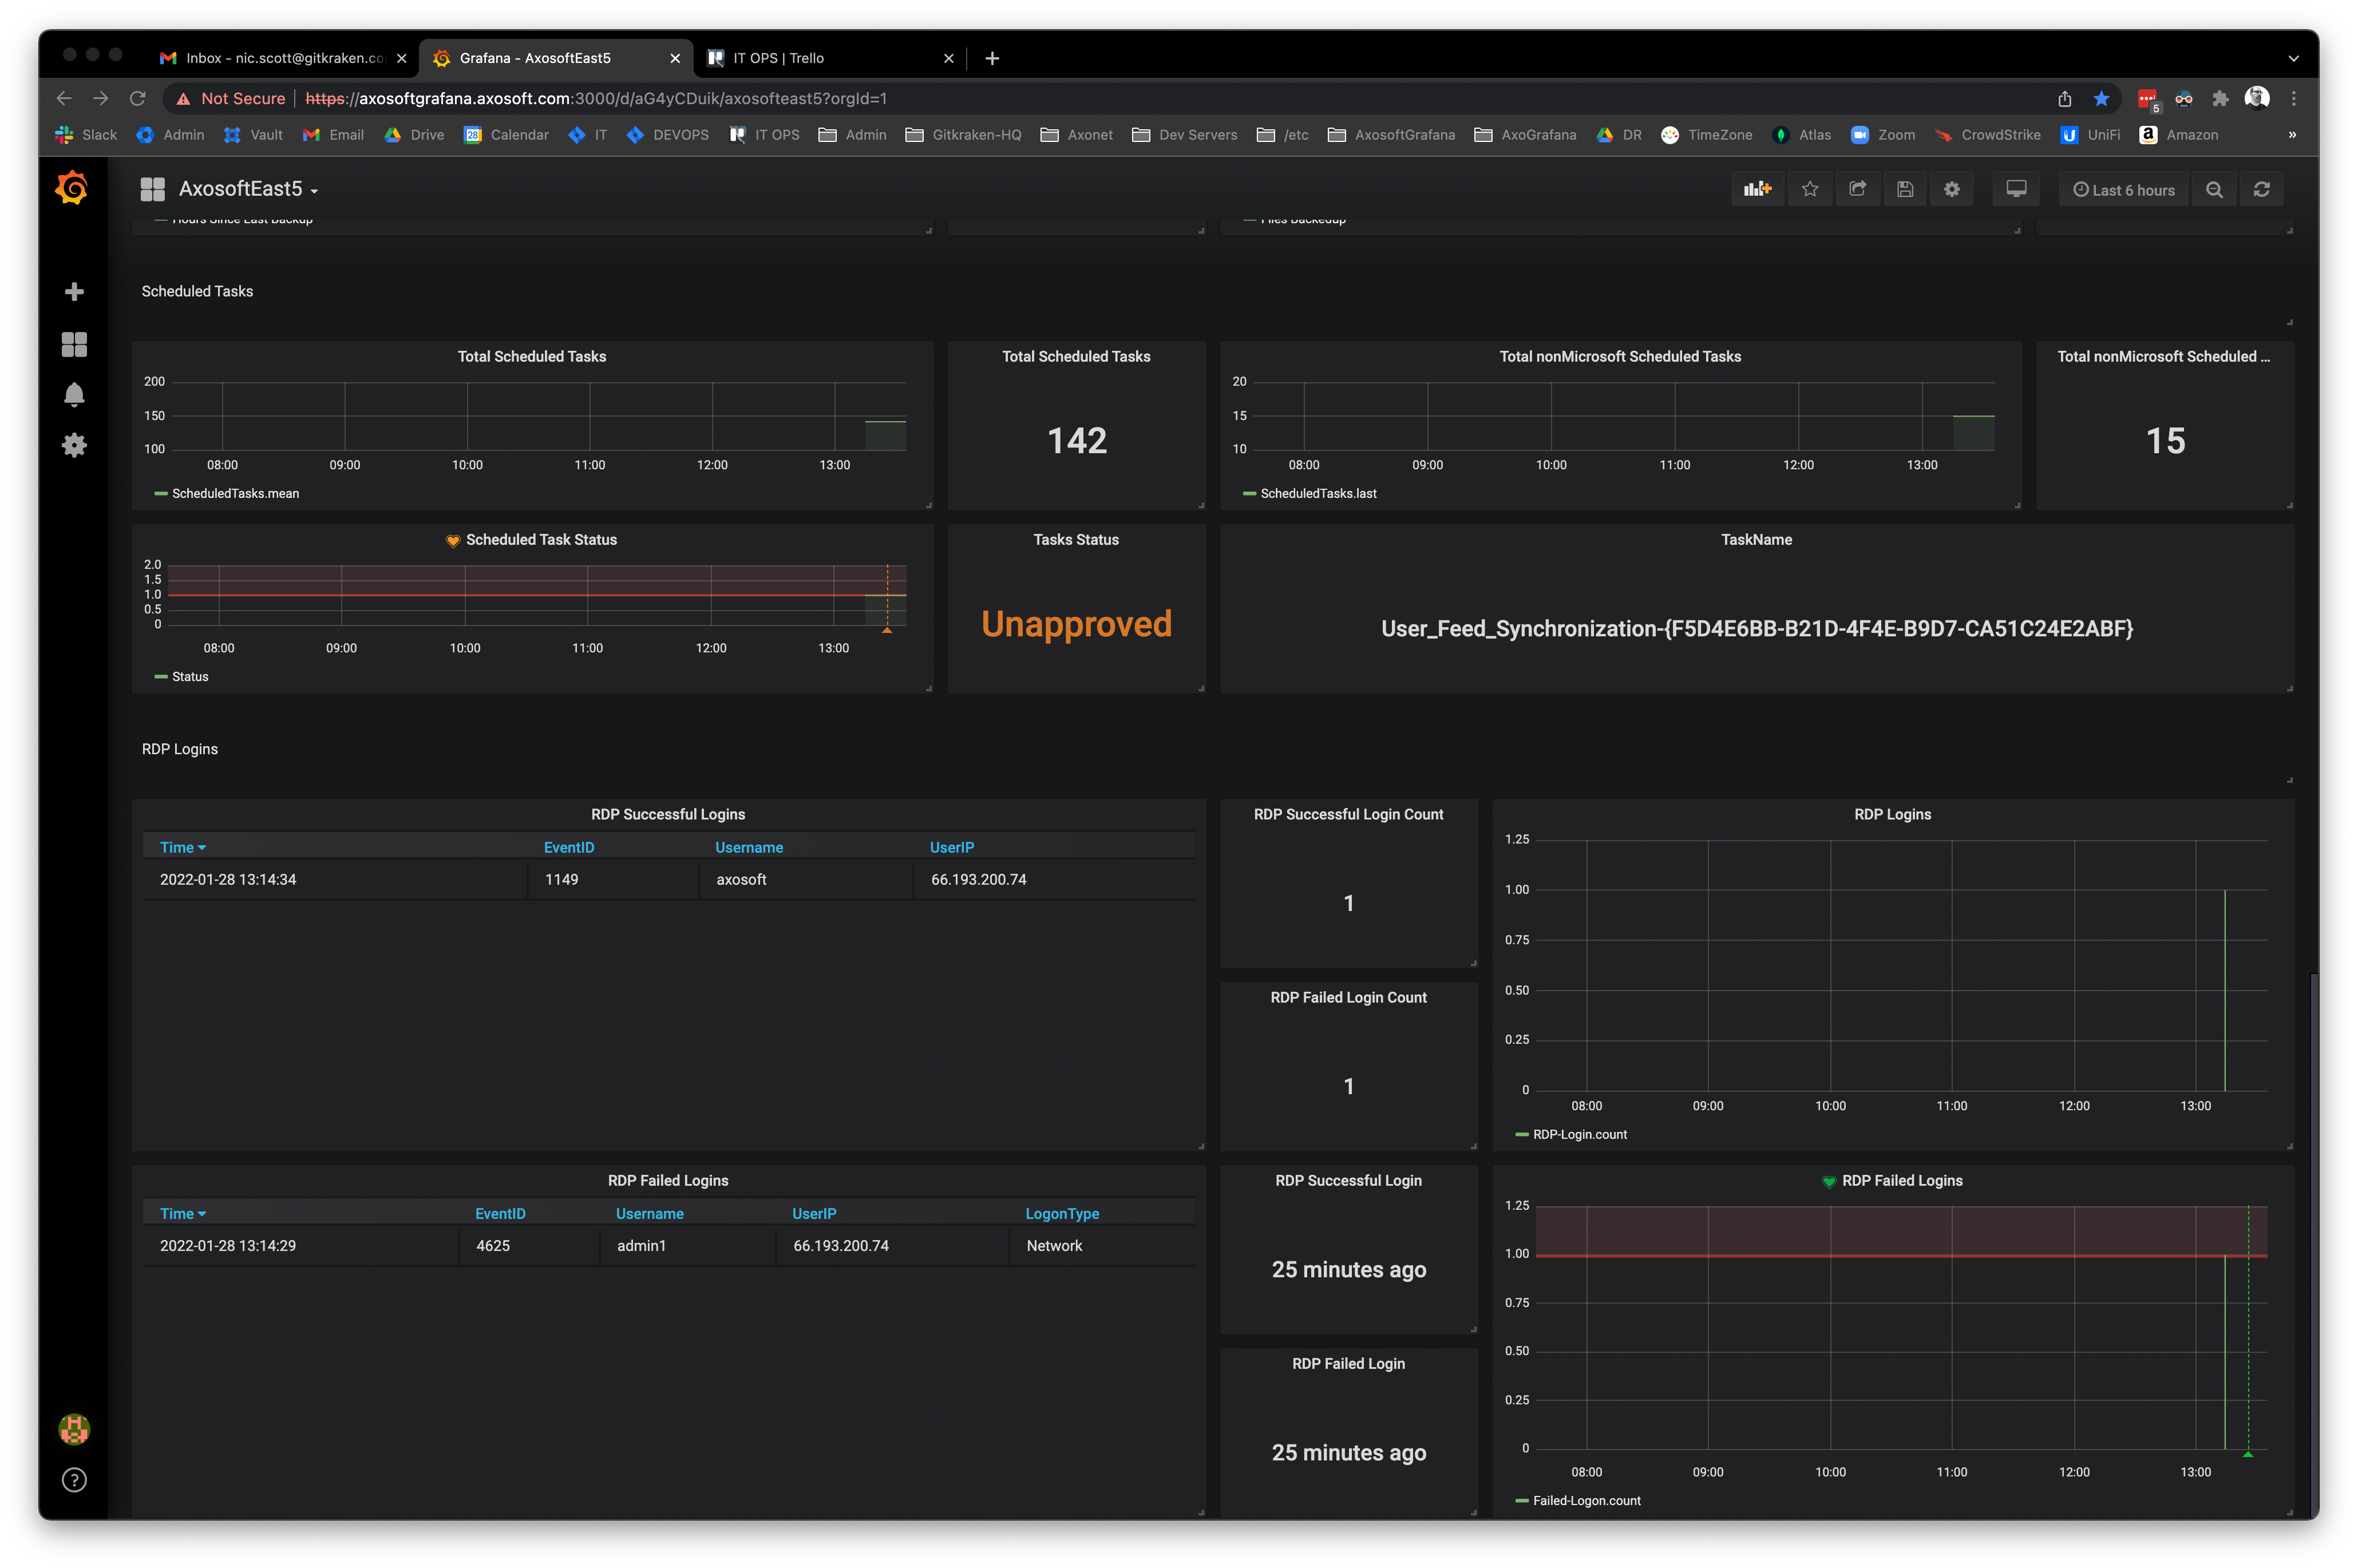 Inbox - nic.scott@gitkraken.co
Grafana - AxosoftEast5
IT OPS | Trello
Not Secure
https://axosoftgrafana.axosoft.com:3000/d/aG4yCDuik/axosofteast5?orgId=1
5
Slack
Admin
Vault
Email
Drive
28
Calendar
IT
DEVOPS
IT OPS
Admin
Gitkraken-HQ
Axonet
Dev Servers
/etc
AxosoftGrafana
AxoGrafana
DR
TimeZone
Atlas
Zoom
CrowdStrike
UniFi
Amazon
»
AxosoftEast5
Last 6 hours
Hours Since Last Backup
Files Backedup
Scheduled Tasks
Total Scheduled Tasks
200
150
100
08:00 09:00 10:00 11:00 12:00 13:00
ScheduledTasks.mean
Total Scheduled Tasks
142
Total nonMicrosoft Scheduled Tasks
20
15
10
08:00 09:00 10:00 11:00 12:00 13:00
ScheduledTasks.last
Total nonMicrosoft Scheduled ...
15
Scheduled Task Status
2.0
1.5
1.0
0.5
0
08:00 09:00 10:00 11:00 12:00 13:00
Status
Tasks Status
Unapproved
TaskName
User_Feed_Synchronization-{F5D4E6BB-B21D-4F4E-B9D7-CA51C24E2ABF}
RDP Logins
RDP Successful Logins
Time EventID Username UserIP
2022-01-28 13:14:34 1149 axosoft 66.193.200.74
RDP Successful Login Count
1
RDP Failed Login Count
1
RDP Logins
1.25
1.00
0.75
0.50
0.25
0
08:00 09:00 10:00 11:00 12:00 13:00
RDP-Login.count
RDP Failed Logins
Time EventID Username UserIP LogonType
2022-01-28 13:14:29 4625 admin1 66.193.200.74 Network
RDP Successful Login
25 minutes ago
RDP Failed Login
25 minutes ago
RDP Failed Logins
1.25
1.00
0.75
0.50
0.25
0
08:00 09:00 10:00 11:00 12:00 13:00
Failed-Logon.count